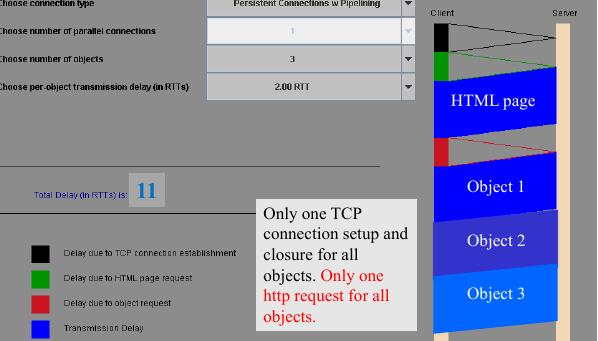 Choose connection type
Persistent Connections w Pipelining
Choose number of parallel connections
1
Choose number of objects
3
Choose per-object transmission delay (in RTTs)
2.00 RTT
Total Delay (in RTTs) is: 11
Delay due to TCP connection establishment
Delay due to HTML page request
Delay due to object request
Transmission Delay
Only one TCP
connection setup and
closure for all
objects. Only one
http request for all
objects.
Client
Server
HTML page
Object 1
Object 2
Object 3